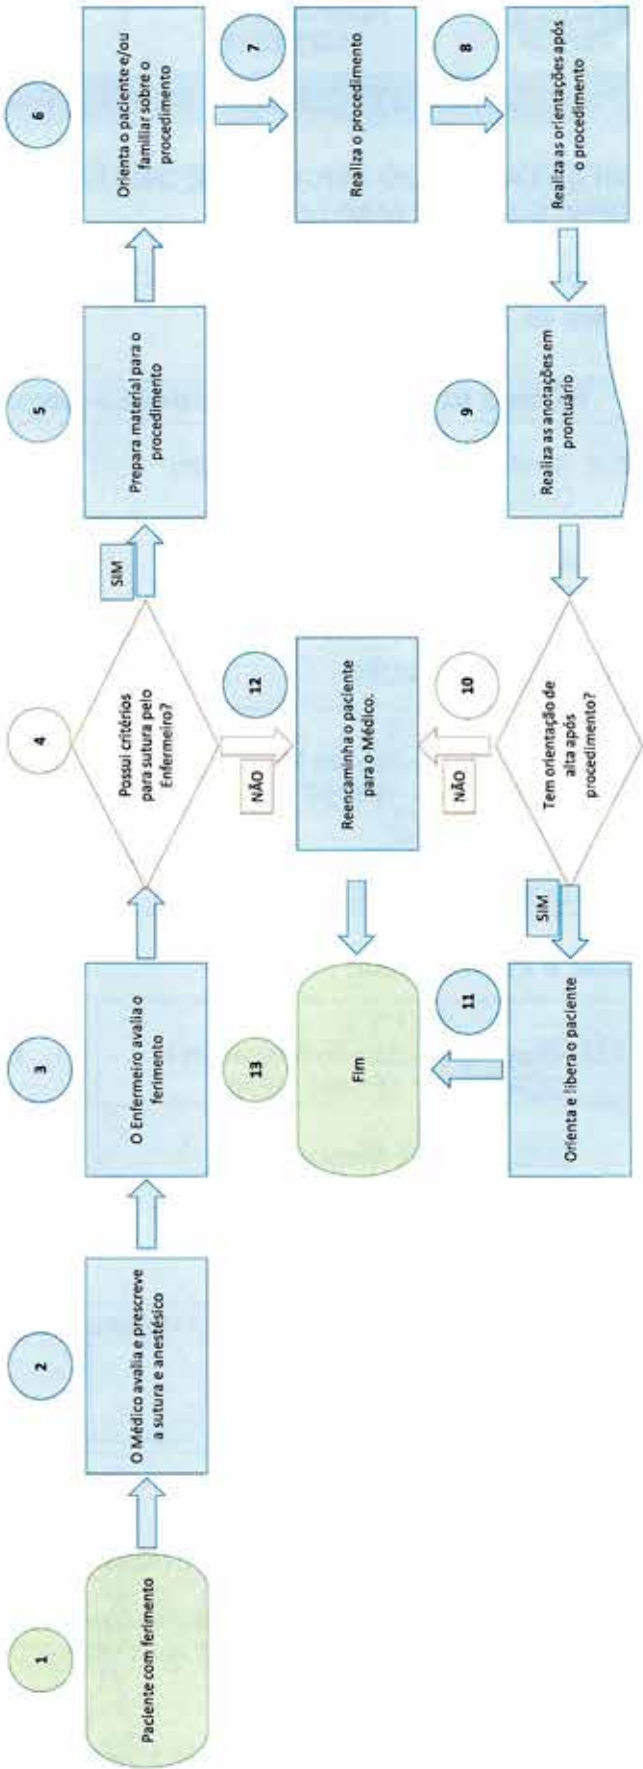 1
Paciente com ferimento
2
O Médico avalia e prescreve
a sutura e anestésico
3
O Enfermeiro avalia o
ferimento
4
Possui critérios
para sutura pelo
Enfermeiro?
SIM
NÃO
5
Prepara material para o
procedimento
6
Orienta o paciente e/ou
familiar sobre o
procedimento
7
Realiza o procedimento
8
Realiza as orientações após
o procedimento
9
Realiza as anotações em
prontuário
10
Tem orientação de
alta após
procedimento?
NÃO
SIM
11
Orienta e libera o paciente
12
Reencaminha o paciente
para o Médico.
13
Fim